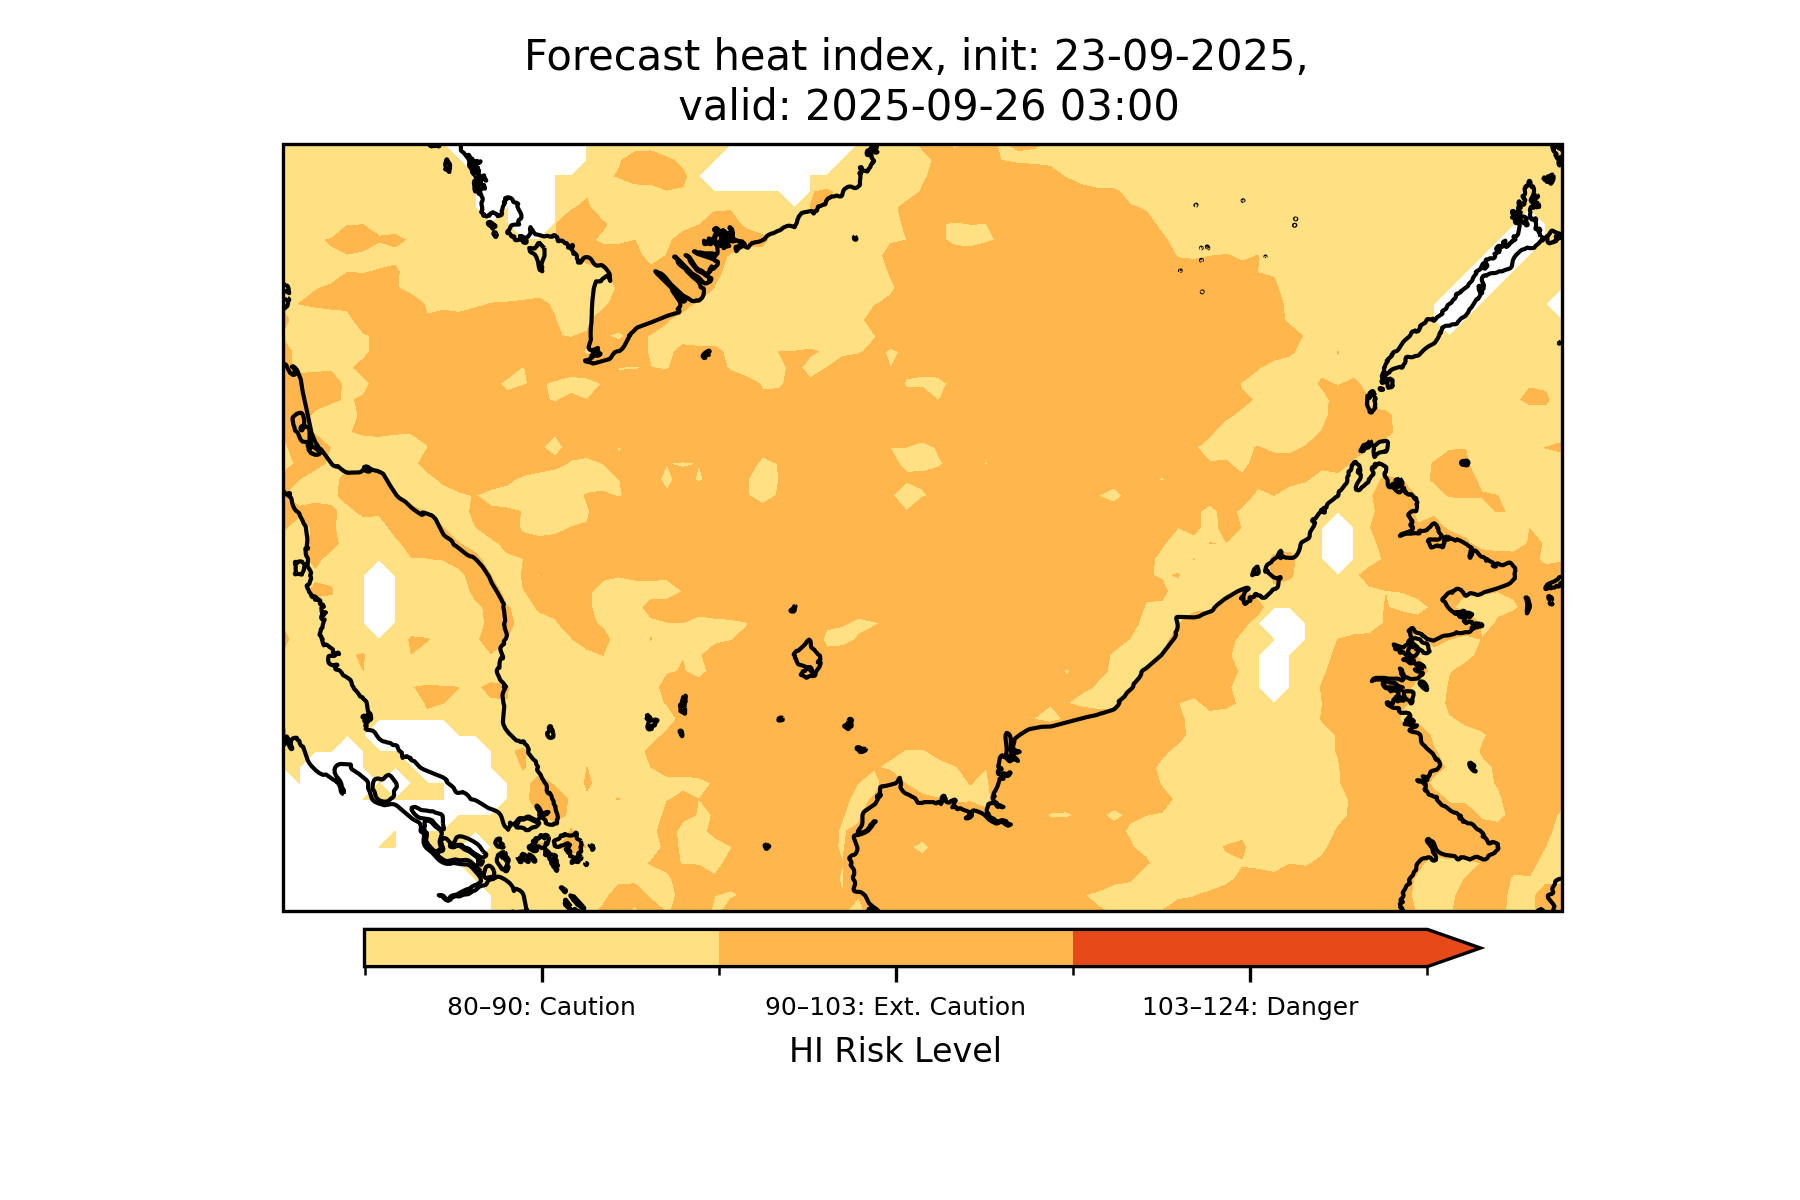 Forecast heat index, init: 23-09-2025,
valid: 2025-09-26 03:00
80–90: Caution
90–103: Ext. Caution
103–124: Danger
HI Risk Level